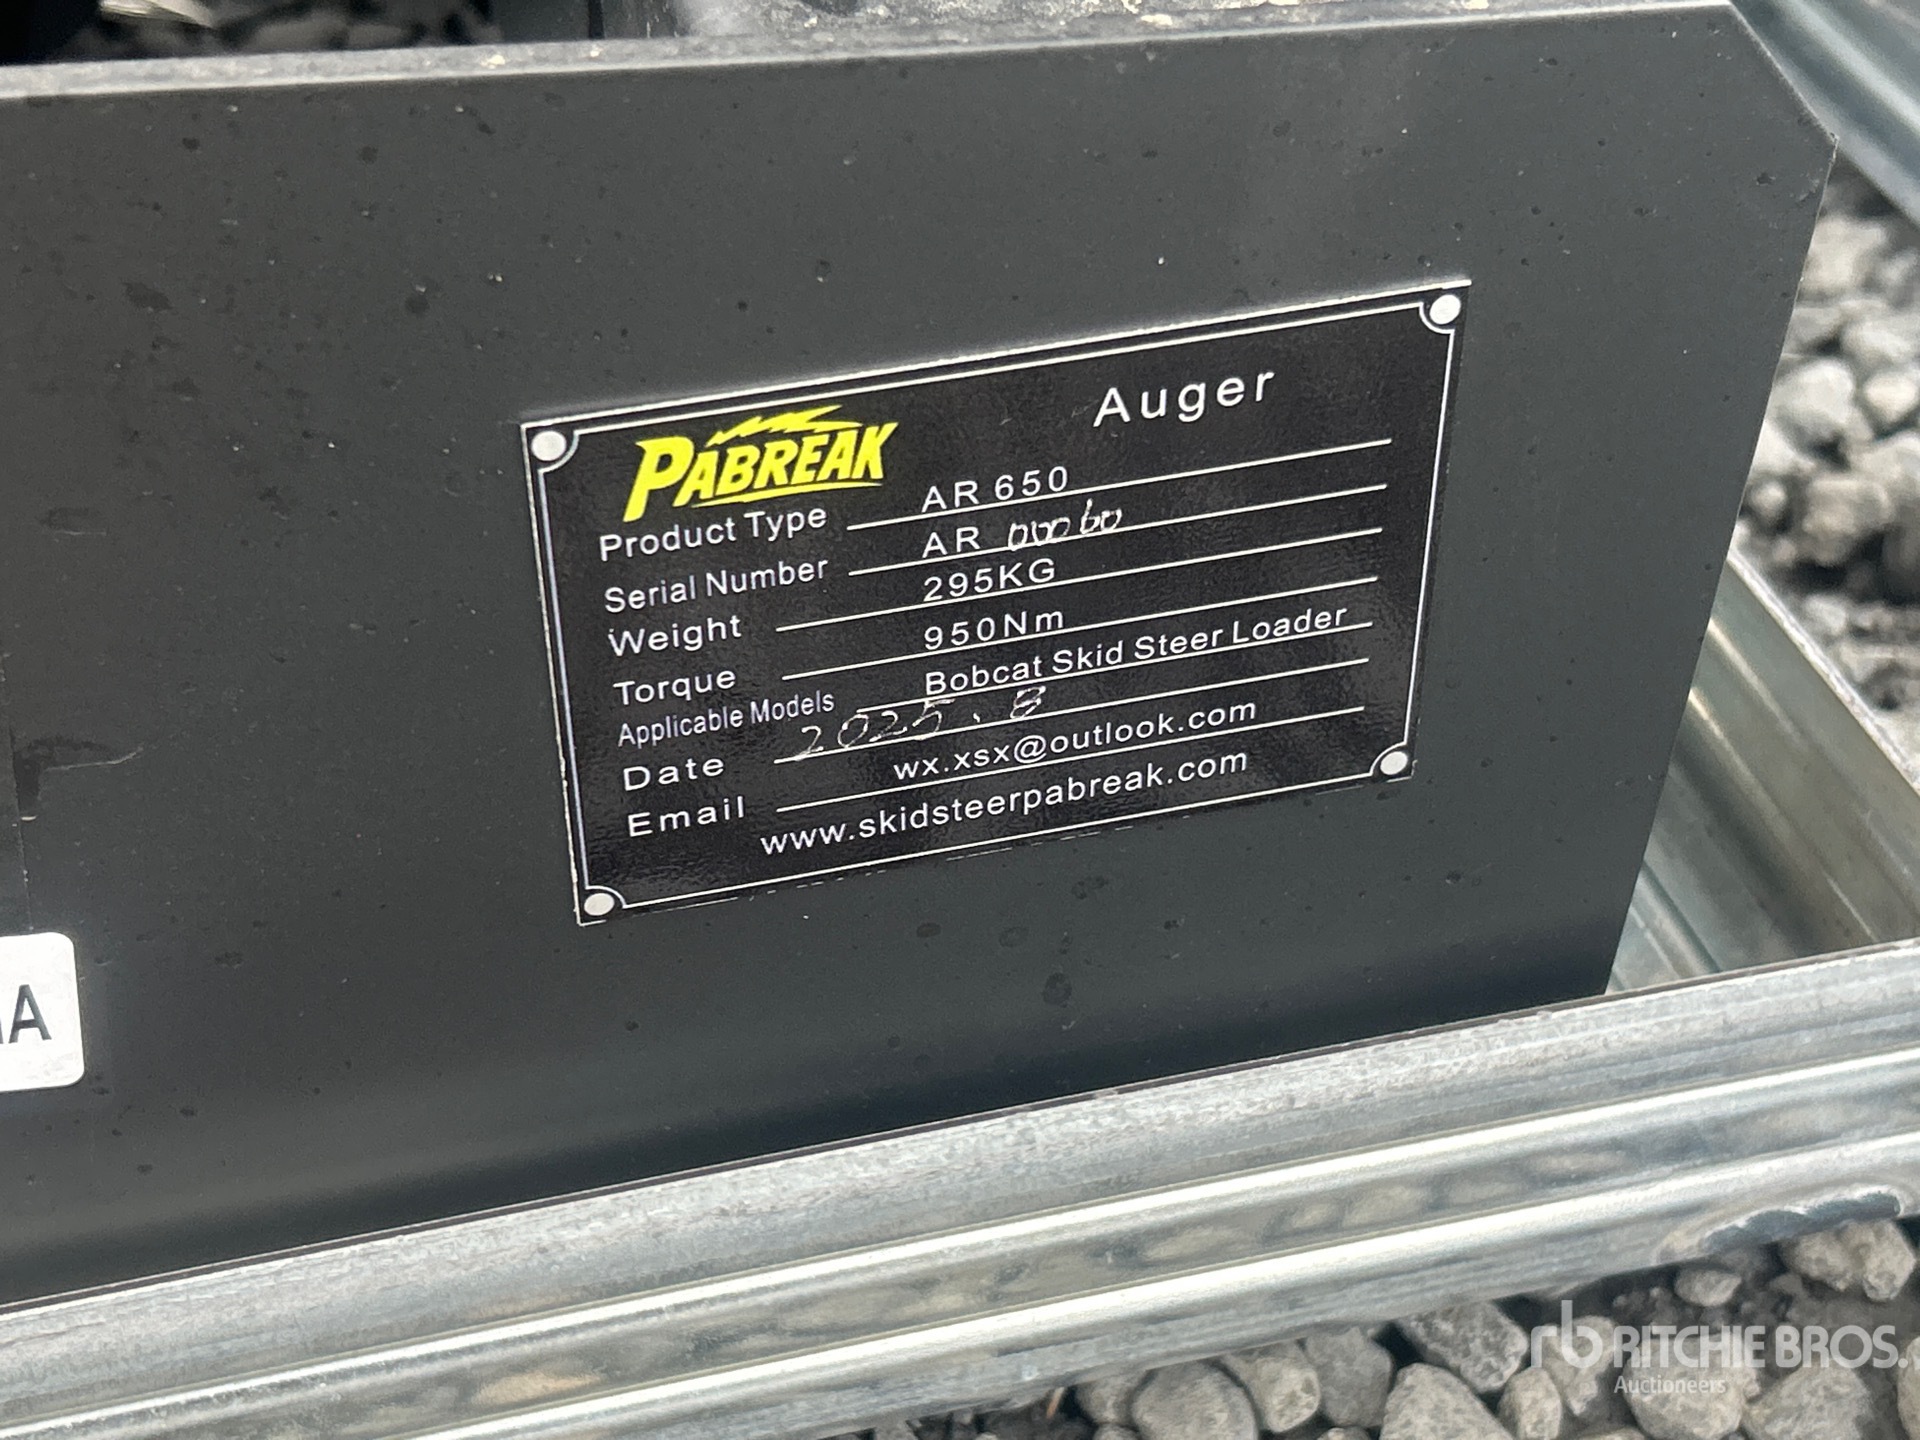 PABREAK Auger
Product Type AR 650
Serial Number AR 00060
Weight 295KG
Torque 950Nm
Applicable Models Bobcat Skid Steer Loader
Date 2025.8
Email wx.xsx@outlook.com
www.skidsteerpabreak.com
rb RITCHIE BROS.
Auctioneers